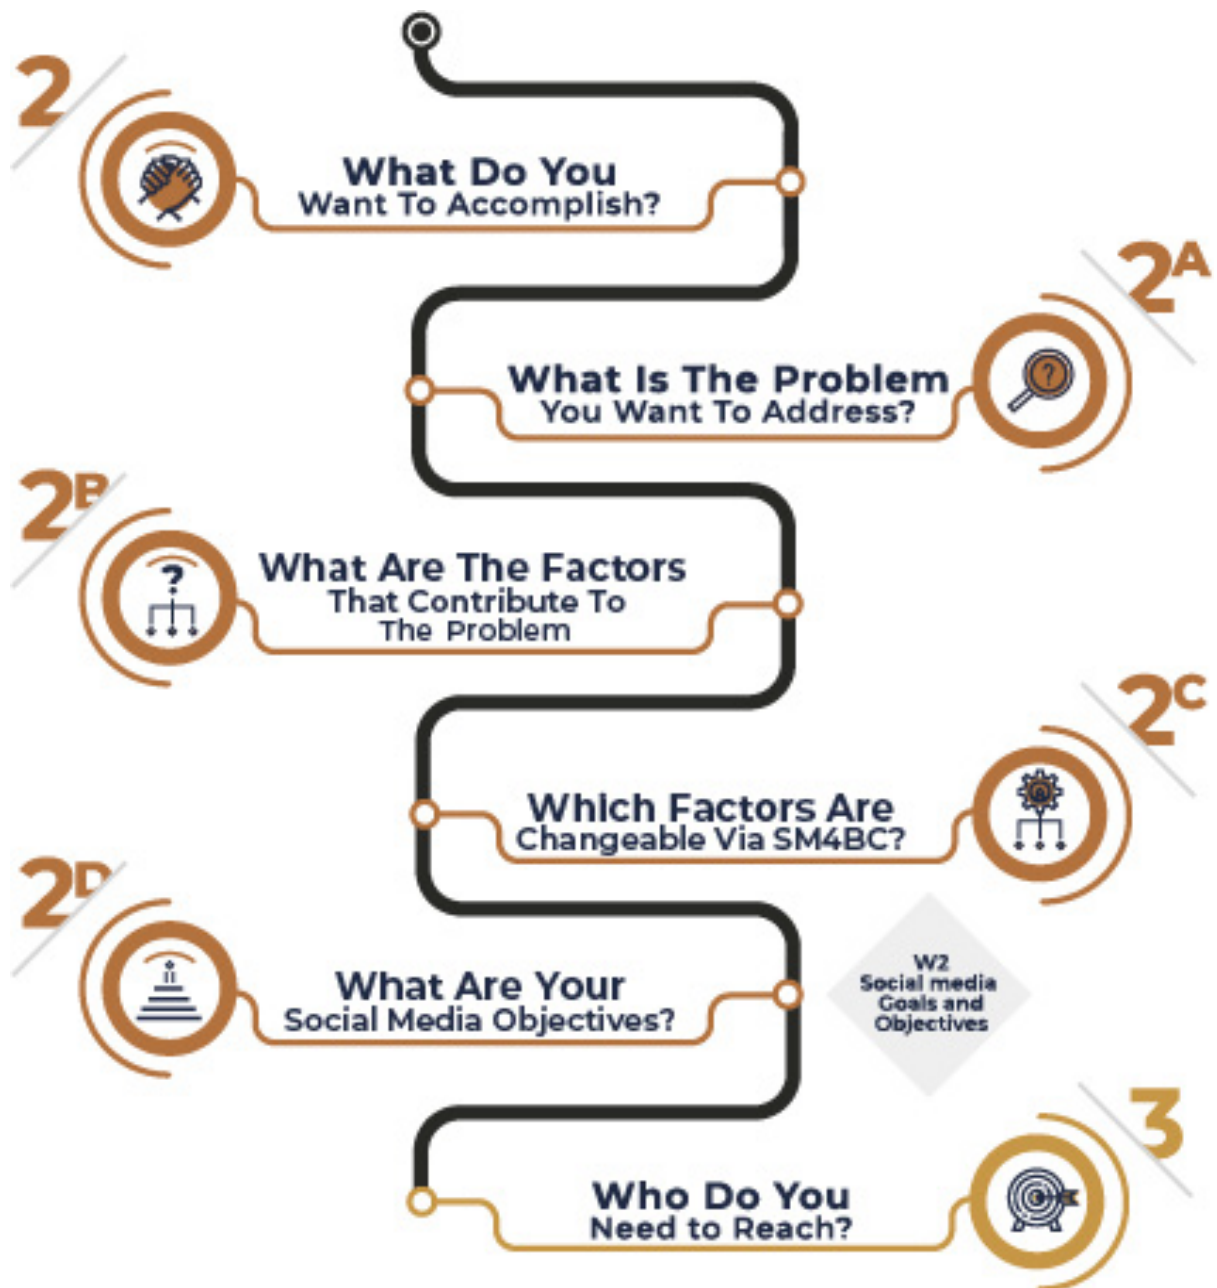 2
What Do You
Want To Accomplish?
2A
What Is The Problem
You Want To Address?
?
2B
?
What Are The Factors
That Contribute To
The Problem
2C
Which Factors Are
Changeable Via SM4BC?
2D
What Are Your
Social Media Objectives?
W2
Social media
Goals and
Objectives
3
Who Do You
Need to Reach?